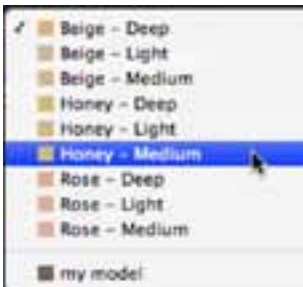 Beige – Deep
Beige – Light
Beige – Medium
Honey – Deep
Honey – Light
Honey – Medium
Rose – Deep
Rose – Light
Rose – Medium
my model